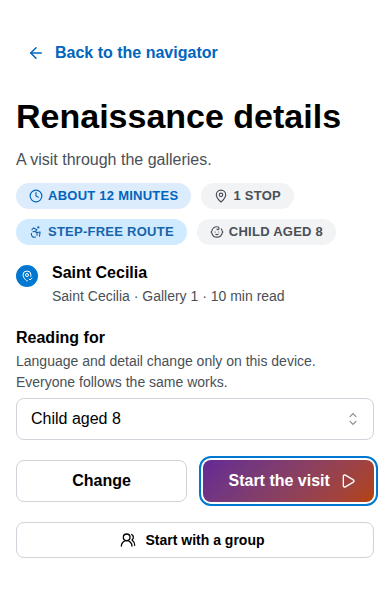 Back to the navigator
Renaissance details
A visit through the galleries.
ABOUT 12 MINUTES
1 STOP
STEP-FREE ROUTE
CHILD AGED 8
Saint Cecilia
Saint Cecilia · Gallery 1 · 10 min read
Reading for
Language and detail change only on this device.
Everyone follows the same works.
Child aged 8
Change
Start the visit
Start with a group